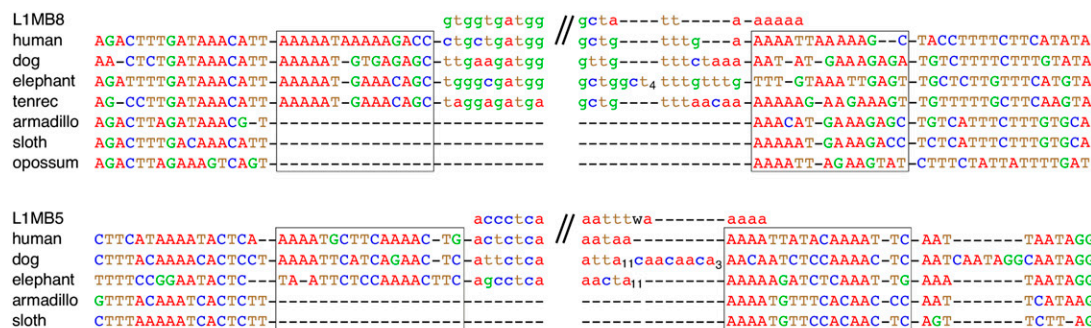 L1MB8 gtggtgatgg // gcta----tt---a-aaaaa
human AGACTTTGATAAACATT-AAAAATAAAAAGACC-ctgctgatgg gctg----tttg--a-AAAATTAAAAAG--C-TACCTTTTCTTCATATA
dog AA-CTCTGATAAACATT-AAAAAT-GTGAGAGC-ttgaagatgg gttg----tttctaaa-AAT-AT-GAAAGAGA-TGTCTTTTCTTTGTATA
elephant AGATTTTGATAAACATT-AAAAAT-GAAACAGC-tgggcgatgg gctggct4-tttgtttg-TTT-GTAAATTGAGT-TGCTCTTGTTTCATGTA
tenrec AG-CCTTGATAAACATT-AAAAAT-GAAACAGC-taggagatga gctg----tttaacaa-AAAAAG-AAGAAAGT-TGTTTTTGCTTCAAGTA
armadillo AGACTTAGATAAACG-T--------------------------- ----------------AAACAT-GAAAGAGC-TGTCATTTCTTTGTGCA
sloth AGACTTTGACAAACATT--------------------------- ----------------AAAAAT-GAAAGACC-TCTCATTTCTTTGTGCA
opossum AGACTTAGAAAGTCAGT--------------------------- ----------------AAAATT-AGAAGTAT-CTTTCTATTATTTTGAT
L1MB5 accctca // aatttwa--------aaaa
human CTTCATAAAATACTCA--AAAATGCTTCAAAAC-TG-actctca aataa----------AAAATTATACAAAAT-TC-AAT-------TAATAGG
dog CTTTACAAAACACTCCT-AAAATTCATCAGAAC-TC-attctca atta11caacaaca3-AACAATCTCCAAAAT-TC-AATCAATAGGCAATAGG
elephant TTTTCCGGAATACTC---TA-ATTCTCCAAAACTTC-agcctca aacta11---------AAAAGATCTCAAAAT-TG-AAA-------TAATAGG
armadillo GTTTACAAATCACTCTT--------------------------- ---------------AAAATGTTTCACAAC-CC-AAT-------TCATAAG
sloth CTTTAAAAATCACTCTT--------------------------- ---------------AAAATGTTCCACAAC-TC-AGT-------TCTT-AG